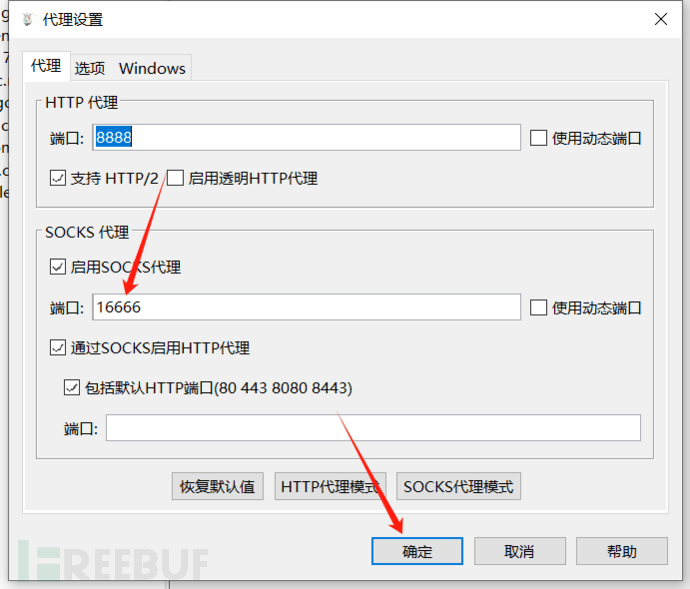 代理设置
代理 选项 Windows
HTTP 代理
端口: 8888 使用动态端口
支持 HTTP/2 启用透明HTTP代理
SOCKS 代理
启用SOCKS代理
端口: 16666 使用动态端口
通过SOCKS启用HTTP代理
包括默认HTTP端口(80 443 8080 8443)
端口:
恢复默认值 HTTP代理模式 SOCKS代理模式
确定 取消 帮助
FREEBUF